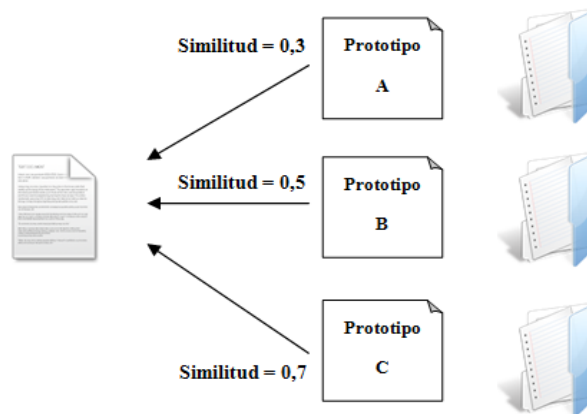 Similitud = 0,3
Prototipo
A
Similitud = 0,5
Prototipo
B
Prototipo
C
Similitud = 0,7